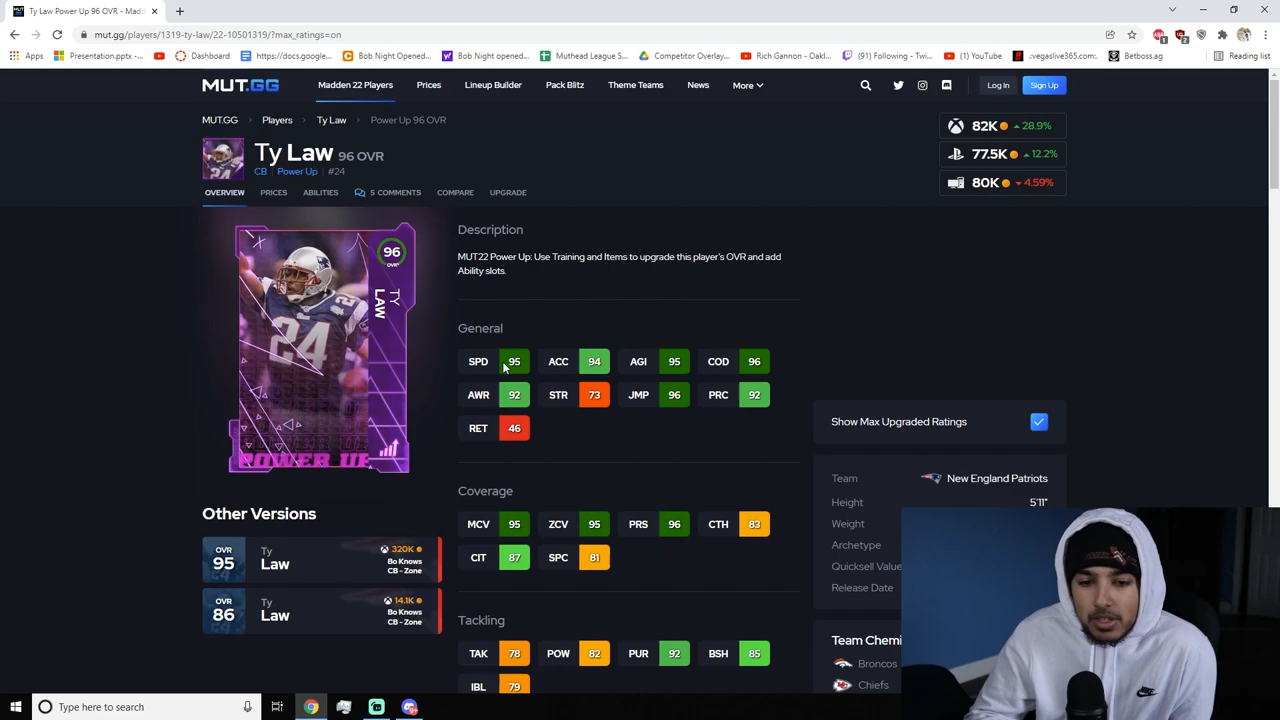 Ty Law Power Up 96 OVR - Madd
mut.gg/players/1319-ty-law/22-10501319/?max_ratings=on
Apps
Presentation.pptx -
Dashboard
https://docs.google...
Bob Night Opened...
Bob Night opened...
Muthead League S...
Competitor Overlay...
Rich Gannon - Oakl...
Following - Twi...
(1) YouTube
.vegaslive365.com...
Betboss.ag
Reading list
MUT.GG
Madden 22 Players
Prices
Lineup Builder
Pack Blitz
Theme Teams
News
More
Log In
Sign Up
MUT.GG
Players
Ty Law
Power Up 96 OVR
Ty Law 96 OVR
CB Power Up #24
82K 28.9%
77.5K 12.2%
80K 4.59%
OVERVIEW
PRICES
ABILITIES
5 COMMENTS
COMPARE
UPGRADE
96
OVR
TY
LAW
24
POWER UP
Description
MUT22 Power Up: Use Training and Items to upgrade this player's OVR and add
Ability slots.
General
SPD 95 ACC 94 AGI 95 COD 96
AWR 92 STR 73 JMP 96 PRC 92
RET 46
Coverage
MCV 95 ZCV 95 PRS 96 CTH 83
CIT 87 SPC 81
Tackling
TAK 78 POW 82 PUR 92 BSH 85
IBL 79
Other Versions
OVR
95
Ty
Law
320K
Bo Knows
CB - Zone
OVR
86
Ty
Law
14.1K
Bo Knows
CB - Zone
Show Max Upgraded Ratings
Team New England Patriots
Height 5'11"
Weight
Archetype
Quicksell Value
Release Date
Team Chemi
Broncos
Chiefs
Type here to search